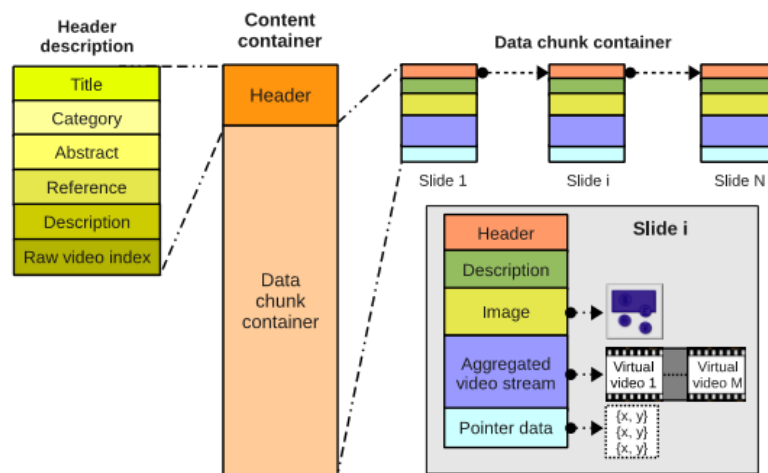 Header
description
Title
Category
Abstract
Reference
Description
Raw video index
Content
container
Header
Data
chunk
container
Data chunk container
Slide 1
Slide i
Slide N
Slide i
Header
Description
Image
Aggregated
video stream
Pointer data
Virtual
video 1
Virtual
video M
{x, y}
{x, y}
{x, y}